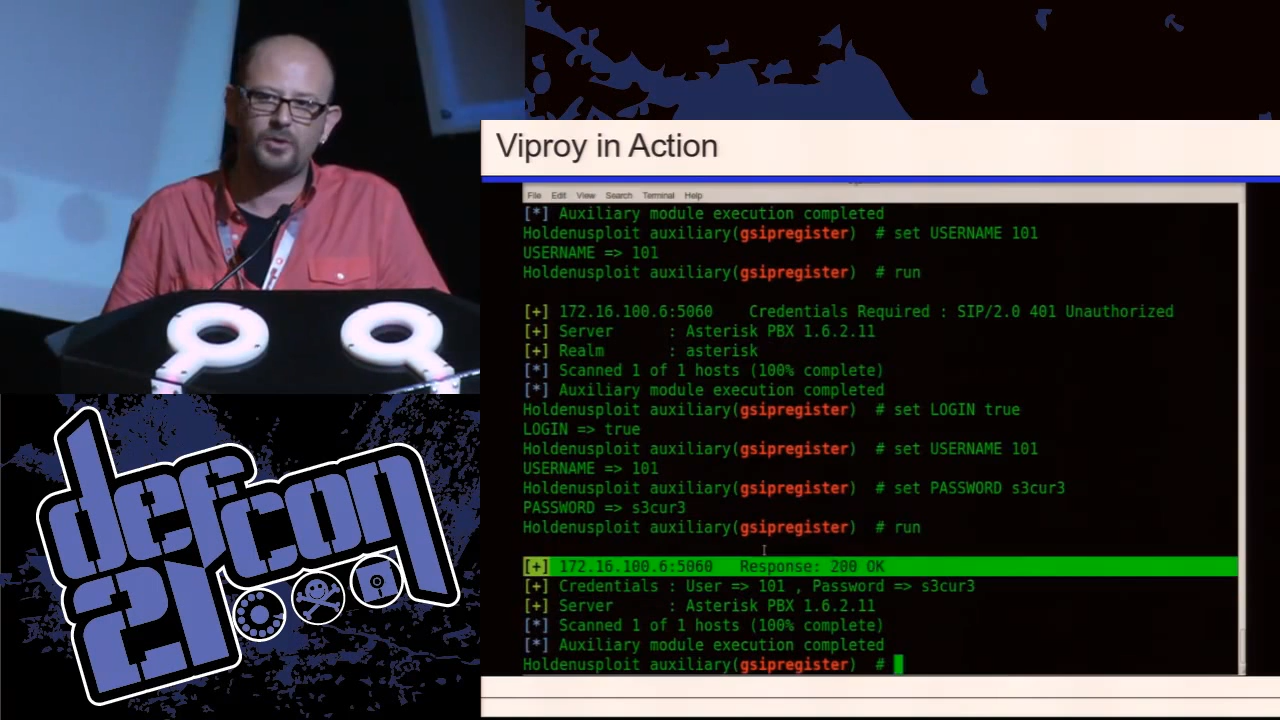 Viproy in Action
File Edit View Search Terminal Help
[*] Auxiliary module execution completed
Holdenusploit auxiliary(gsipregister) # set USERNAME 101
USERNAME => 101
Holdenusploit auxiliary(gsipregister) # run
[+] 172.16.100.6:5060 Credentials Required : SIP/2.0 401 Unauthorized
[+] Server : Asterisk PBX 1.6.2.11
[+] Realm : asterisk
[*] Scanned 1 of 1 hosts (100% complete)
[*] Auxiliary module execution completed
Holdenusploit auxiliary(gsipregister) # set LOGIN true
LOGIN => true
Holdenusploit auxiliary(gsipregister) # set USERNAME 101
USERNAME => 101
Holdenusploit auxiliary(gsipregister) # set PASSWORD s3cur3
PASSWORD => s3cur3
Holdenusploit auxiliary(gsipregister) # run
[+] 172.16.100.6:5060 Response: 200 OK
[+] Credentials : User => 101 , Password => s3cur3
[+] Server : Asterisk PBX 1.6.2.11
[*] Scanned 1 of 1 hosts (100% complete)
[*] Auxiliary module execution completed
Holdenusploit auxiliary(gsipregister) #
defcon
21